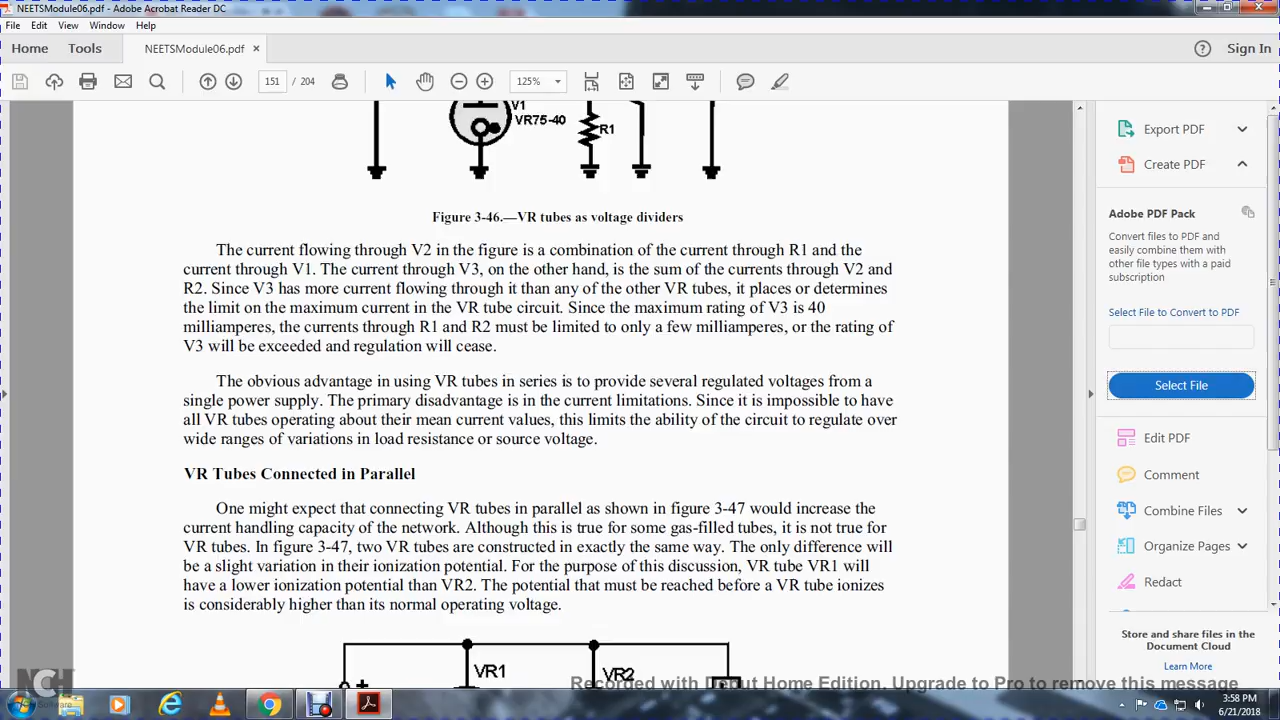 NEETSModule06.pdf - Adobe Acrobat Reader DC
File Edit View Window Help
Home Tools NEETSModule06.pdf × ? Sign In
151 / 204 125%
V1
VR75-40
R1
Figure 3-46.—VR tubes as voltage dividers
The current flowing through V2 in the figure is a combination of the current through R1 and the
current through V1. The current through V3, on the other hand, is the sum of the currents through V2 and
R2. Since V3 has more current flowing through it than any of the other VR tubes, it places or determines
the limit on the maximum current in the VR tube circuit. Since the maximum rating of V3 is 40
milliamperes, the currents through R1 and R2 must be limited to only a few milliamperes, or the rating of
V3 will be exceeded and regulation will cease.
The obvious advantage in using VR tubes in series is to provide several regulated voltages from a
single power supply. The primary disadvantage is in the current limitations. Since it is impossible to have
all VR tubes operating about their mean current values, this limits the ability of the circuit to regulate over
wide ranges of variations in load resistance or source voltage.
VR Tubes Connected in Parallel
One might expect that connecting VR tubes in parallel as shown in figure 3-47 would increase the
current handling capacity of the network. Although this is true for some gas-filled tubes, it is not true for
VR tubes. In figure 3-47, two VR tubes are constructed in exactly the same way. The only difference will
be a slight variation in their ionization potential. For the purpose of this discussion, VR tube VR1 will
have a lower ionization potential than VR2. The potential that must be reached before a VR tube ionizes
is considerably higher than its normal operating voltage.
+
VR1
VR2
Export PDF
Create PDF
Adobe PDF Pack
Convert files to PDF and
easily combine them with
other file types with a paid
subscription
Select File to Convert to PDF
Select File
Edit PDF
Comment
Combine Files
Organize Pages
Redact
Store and share files in the
Document Cloud
Learn More
NCH
Software
Recorded with Debut Home Edition. Upgrade to Pro to remove this message
3:58 PM
6/21/2018